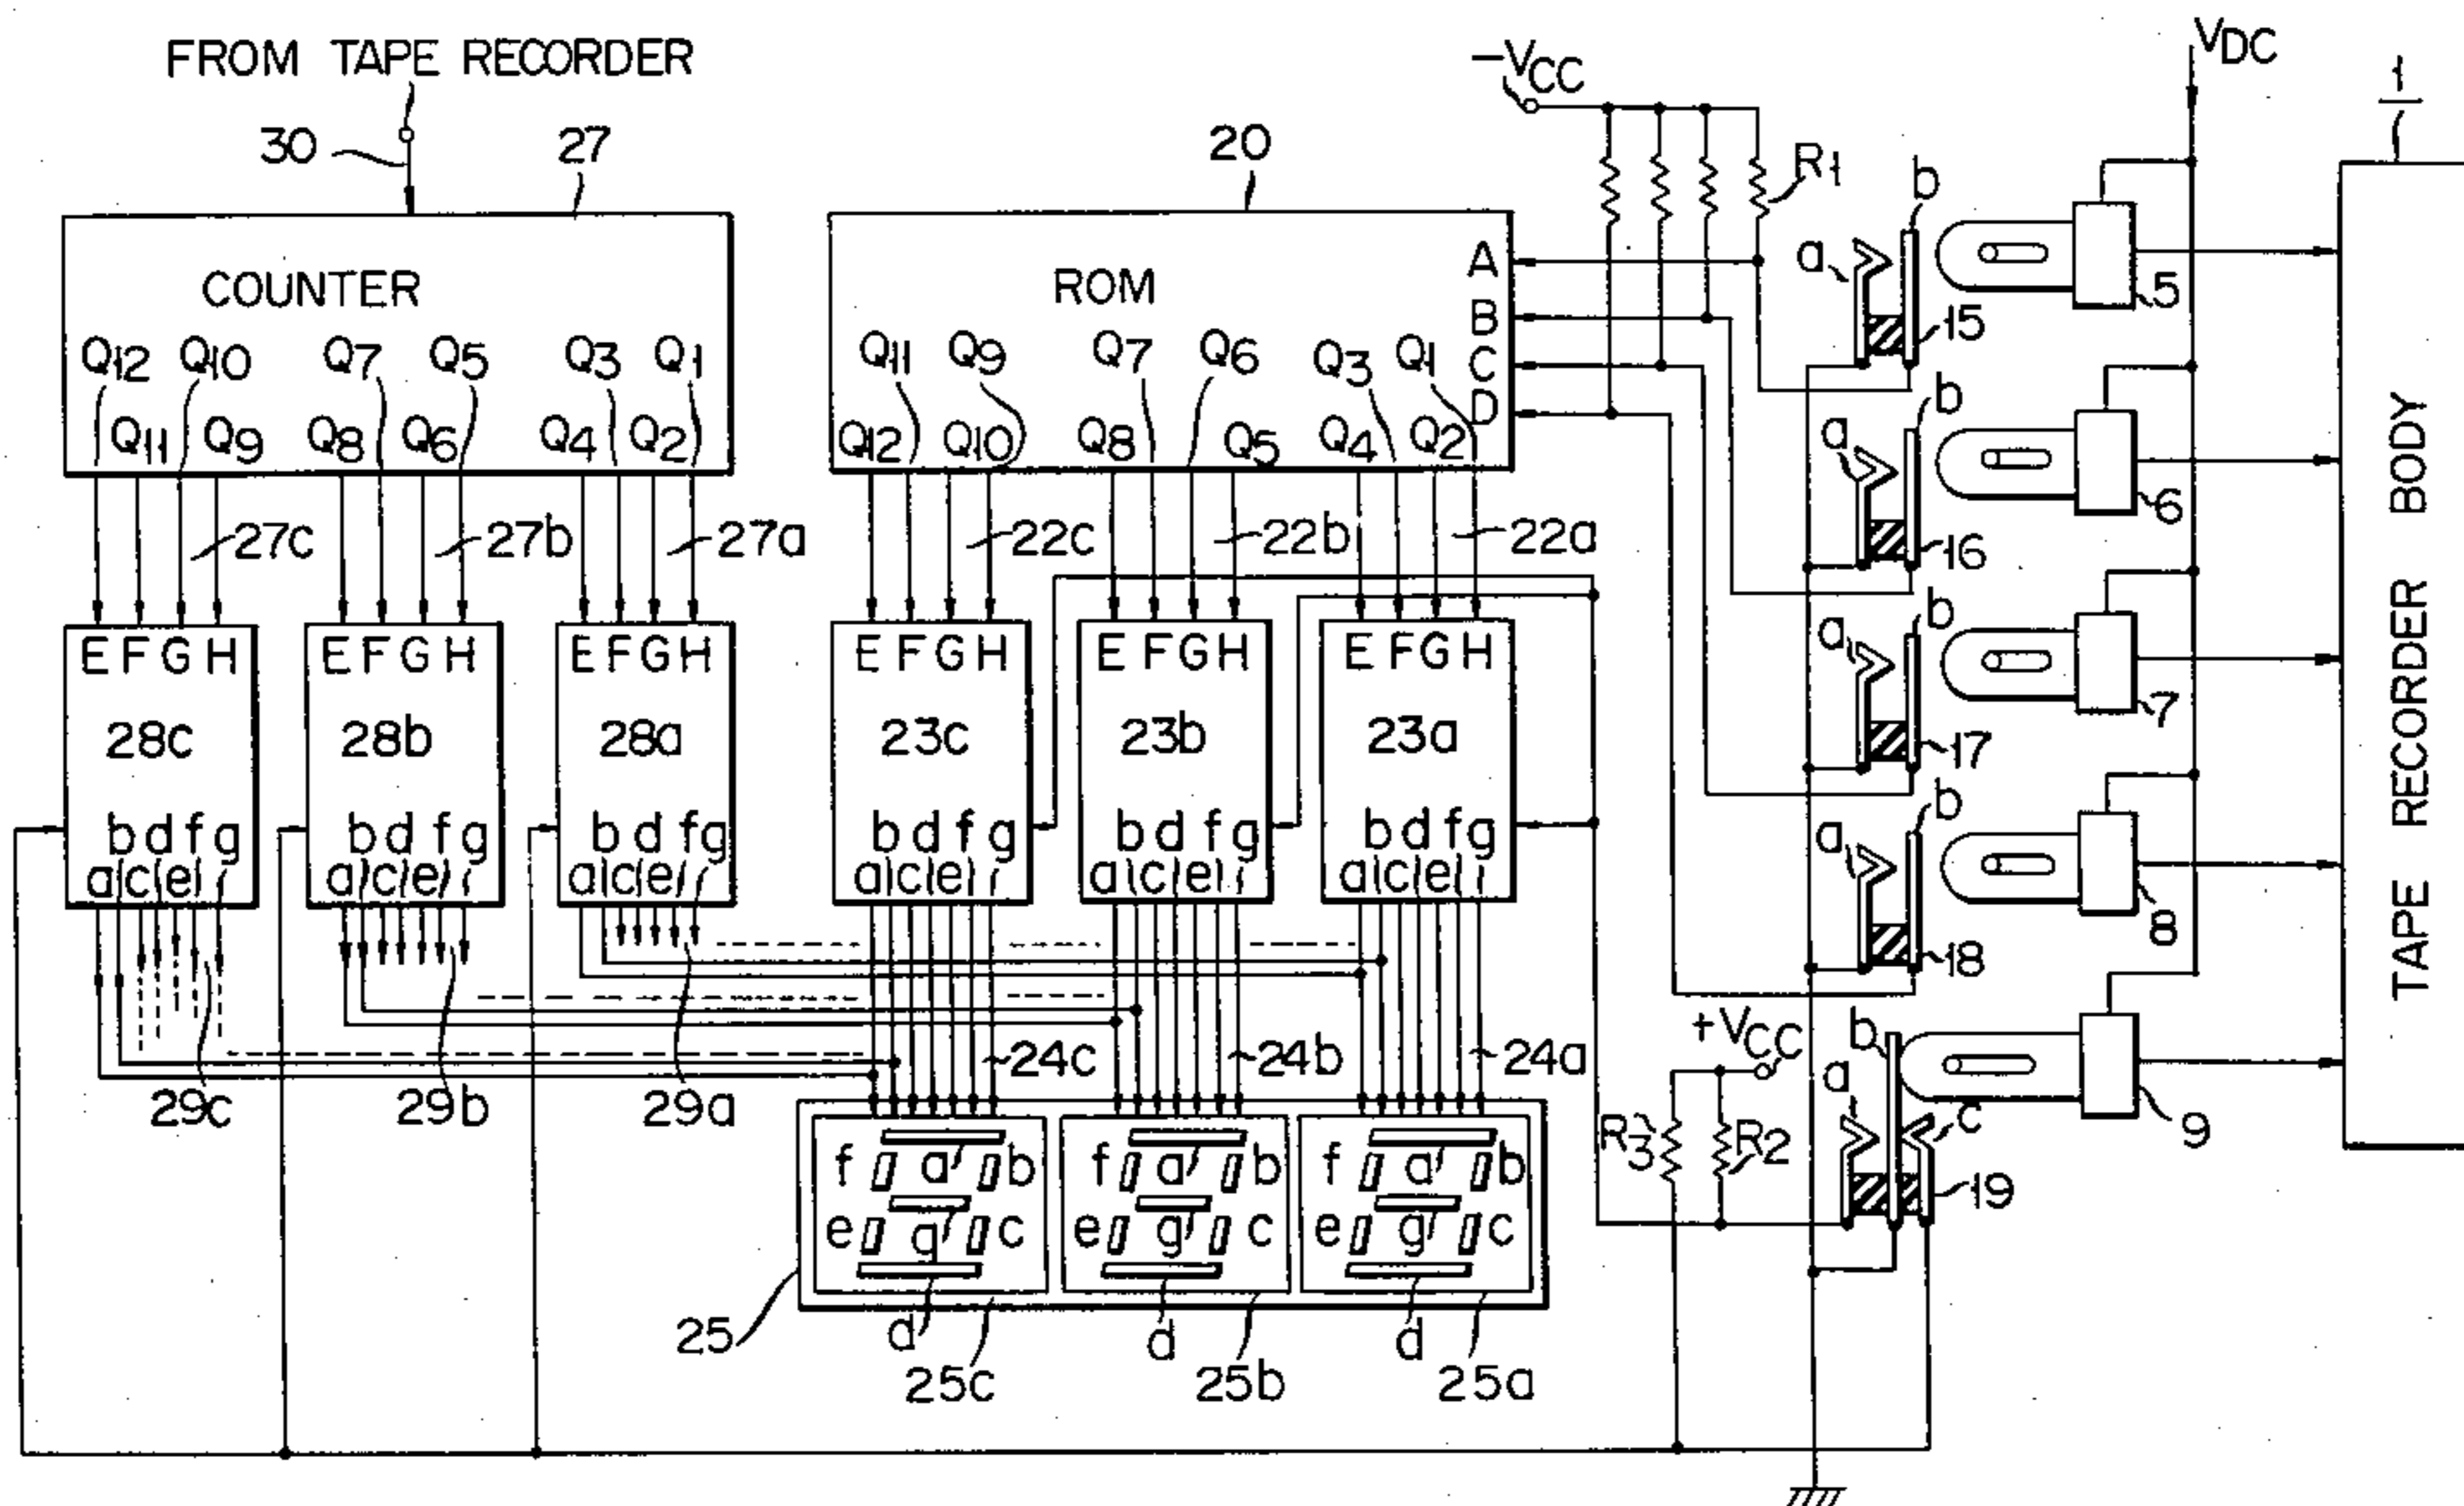 FROM TAPE RECORDER
-VCC
VDC
1
30
27
20
R1
b
a
5
15
COUNTER
ROM
A
B
C
D
Q12 Q10 Q7 Q5 Q3 Q1
Q11 Q9 Q8 Q6 Q4 Q2
Q11 Q9 Q7 Q6 Q3 Q1
Q12 Q10 Q8 Q5 Q4 Q2
b
a
6
16
27c 27b 27a 22c 22b 22a
b
a
7
17
E F G H
E F G H
E F G H
E F G H
E F G H
E F G H
28c 28b 28a 23c 23b 23a
b d f g
a c e
b d f g
a c e
b d f g
a c e
b d f g
a c e
b d f g
a c e
b d f g
a c e
b
a
8
18
TAPE RECORDER BODY
29c 29b 29a 24c 24b 24a
+VCC
b
a
c
9
19
R3
R2
f a b
e g c
d
f a b
e g c
d
f a b
e g c
d
25
25c 25b 25a